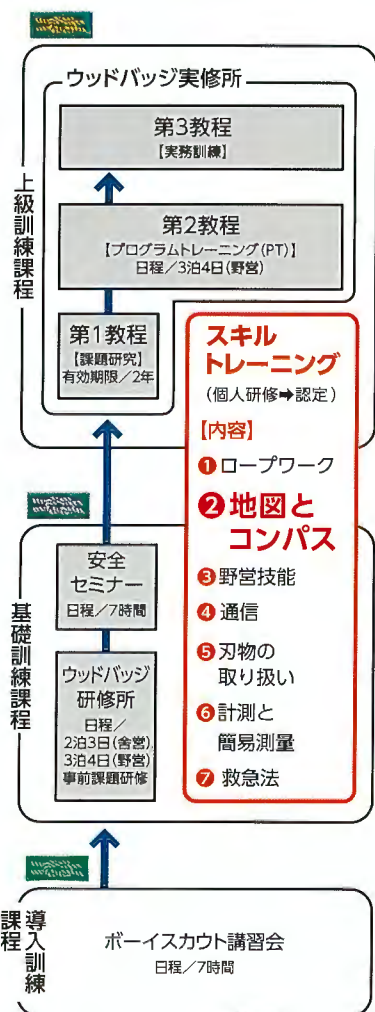 ウッドバッジ実修所
第3教程
【実務訓練】
上級訓練課程
第2教程
【プログラムトレーニング(PT)】
日程／3泊4日(野営)
第1教程
【課題研究】
有効期限／2年
スキル
トレーニング
(個人研修➡認定)
【内容】
❶ロープワーク
❷地図と
コンパス
❸野営技能
❹通信
❺刃物の
取り扱い
❻計測と
簡易測量
❼救急法
安全
セミナー
日程／7時間
基礎訓練課程
ウッドバッジ
研修所
日程／
2泊3日(舎営)
3泊4日(野営)
事前課題研修
導入訓練
課程
ボーイスカウト講習会
日程／7時間